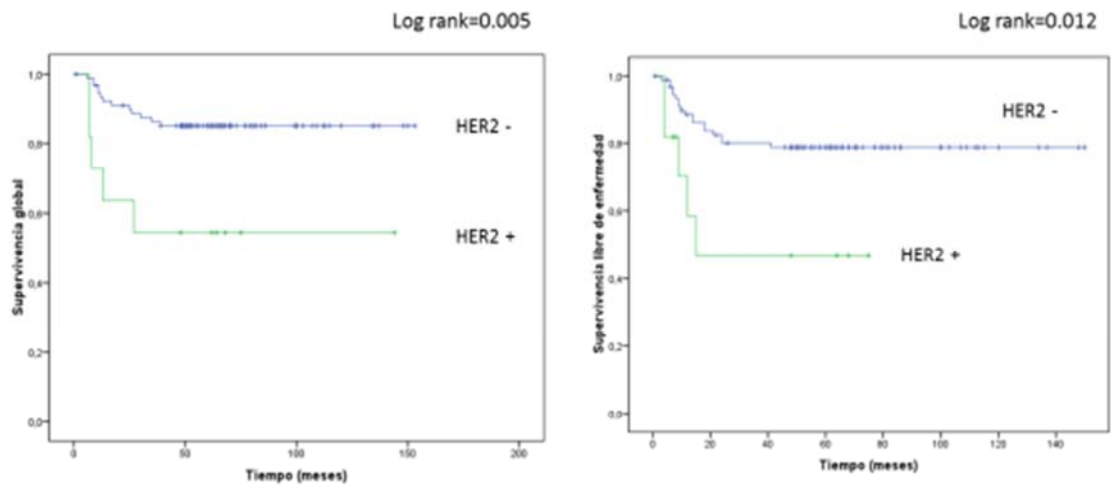 Log rank=0.005
Log rank=0.012
Supervivencia global
1,0
0,8
0,6
0,4
0,2
0,0
HER2 -
HER2 +
0
50
100
150
200
Tiempo (meses)
Supervivencia libre de enfermedad
1,0
0,8
0,6
0,4
0,2
0,0
HER2 -
HER2 +
0
20
40
60
80
100
120
140
Tiempo (meses)